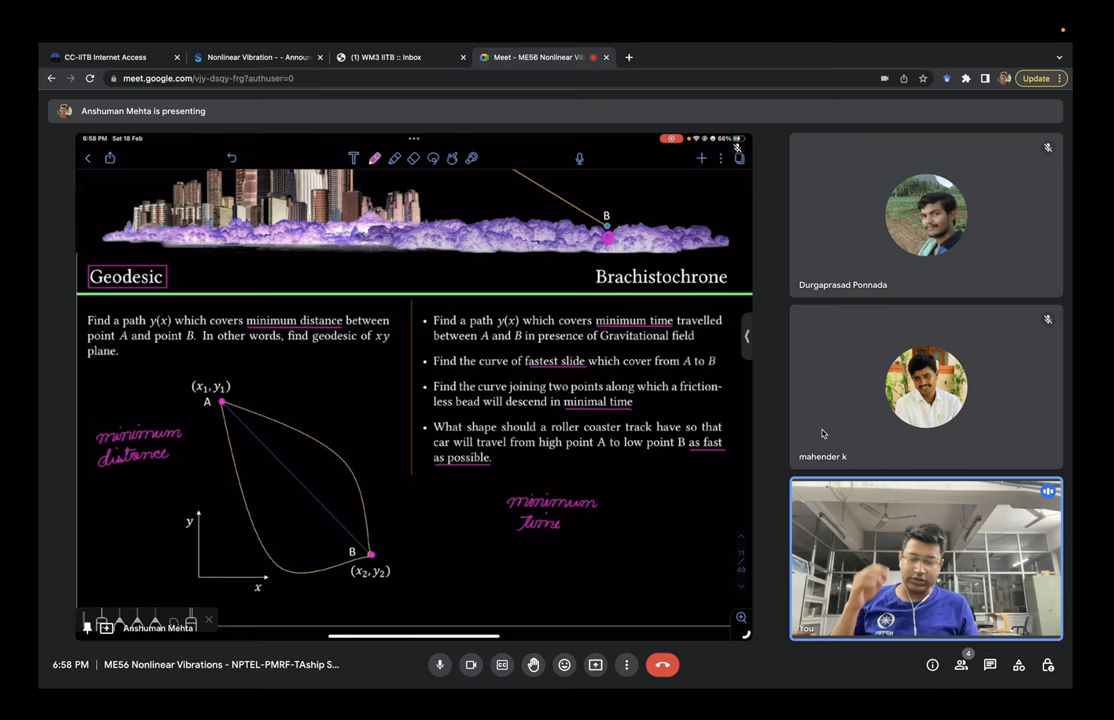 CC-IITB Internet Access
Nonlinear Vibration - - Announ
(1) WM3 IITB :: Inbox
Meet - ME56 Nonlinear Vib
meet.google.com/vjy-dsqy-frg?authuser=0
Update
Anshuman Mehta is presenting
6:58 PM Sat 18 Feb
66%
B
Geodesic
Brachistochrone
Find a path y(x) which covers minimum distance between
point A and point B. In other words, find geodesic of xy
plane.
(x₁, y₁)
A
minimum
distance
y
x
B
(x₂, y₂)
• Find a path y(x) which covers minimum time travelled
between A and B in presence of Gravitational field
• Find the curve of fastest slide which cover from A to B
• Find the curve joining two points along which a friction-
less bead will descend in minimal time
• What shape should a roller coaster track have so that
car will travel from high point A to low point B as fast
as possible.
minimum
time
11
49
Anshuman Mehta
Durgaprasad Ponnada
mahender k
You
6:58 PM | ME56 Nonlinear Vibrations - NPTEL-PMRF-TAship S...
4